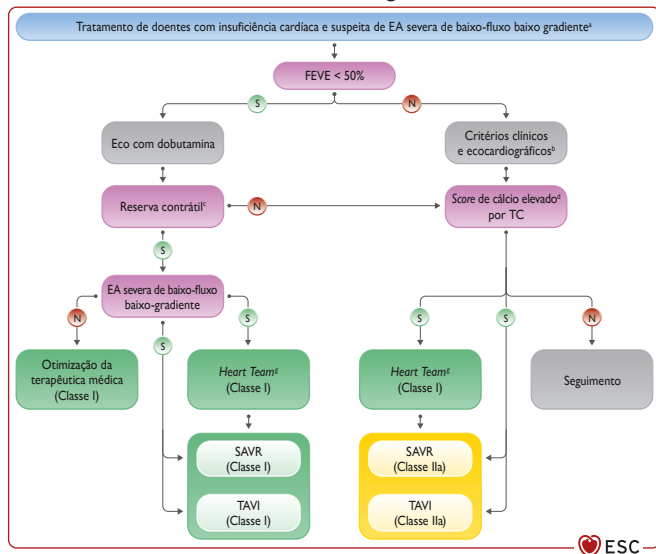 Tratamento de doentes com insuficiência cardíaca e suspeita de EA severa de baixo-fluxo baixo gradienteᵃ
FEVE < 50%
S
N
Eco com dobutamina
Critérios clínicos
e ecocardiográficosᵇ
Reserva contrátilᶜ
N
Score de cálcio elevadoᵈ
por TC
S
EA severa de baixo-fluxo
baixo-gradiente
N
S
S
S
S
N
Otimização da
terapêutica médica
(Classe I)
Heart Teamᵍ
(Classe I)
Heart Teamᵍ
(Classe I)
Seguimento
SAVR
(Classe I)
SAVR
(Classe IIa)
TAVI
(Classe I)
TAVI
(Classe IIa)
ESC